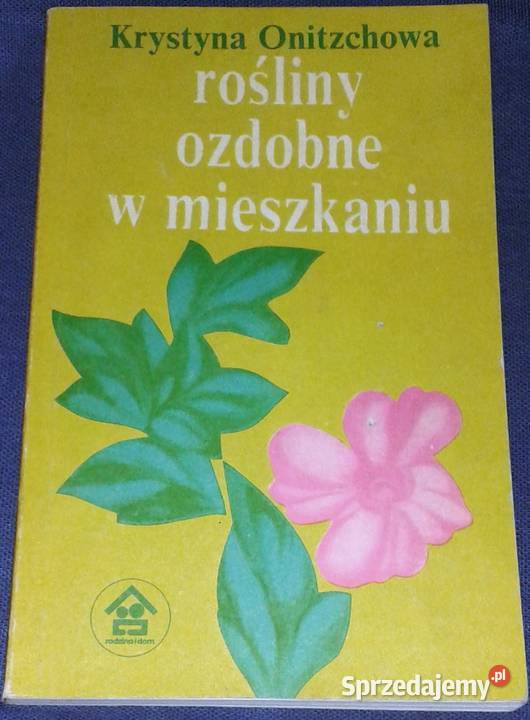 Krystyna Onitzchowa
rośliny
ozdobne
w mieszkaniu
rodzina i dom
Sprzedajemy.pl